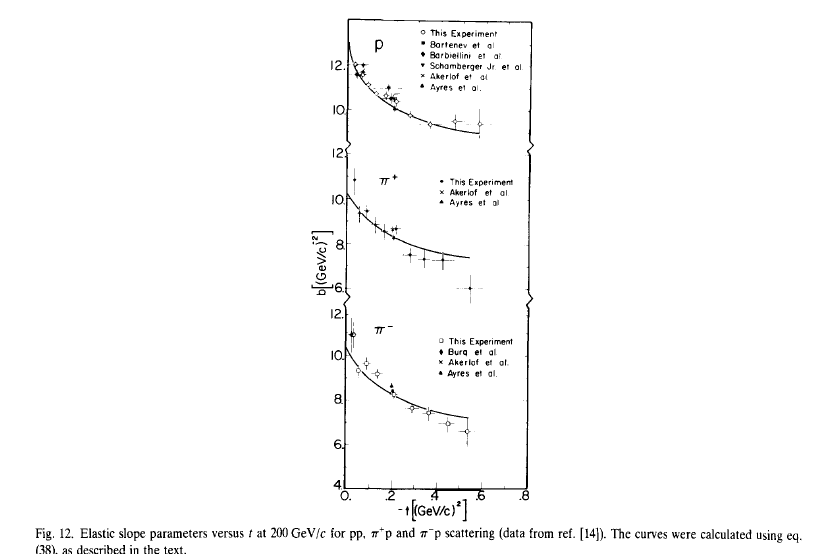 p
○ This Experiment
▪ Bartenev et al
♦ Barbiellini et al.
▾ Schamberger Jr. et al.
× Akerlof et al
▴ Ayres et al.
12.
10.
12
π+
• This Experiment
× Akerlof et al
▴ Ayres et al
10.
8.
6.
b[(GeV/c)^-2]
12.
π−
○ This Experiment
♦ Burq et al.
× Akerlof et al.
▴ Ayres et al.
10.
8.
6.
4
0. .2 .4 .6 .8
-t[(GeV/c)^2]
Fig. 12. Elastic slope parameters versus t at 200 GeV/c for pp, π+p and π−p scattering (data from ref. [14]). The curves were calculated using eq.
(38), as described in the text.